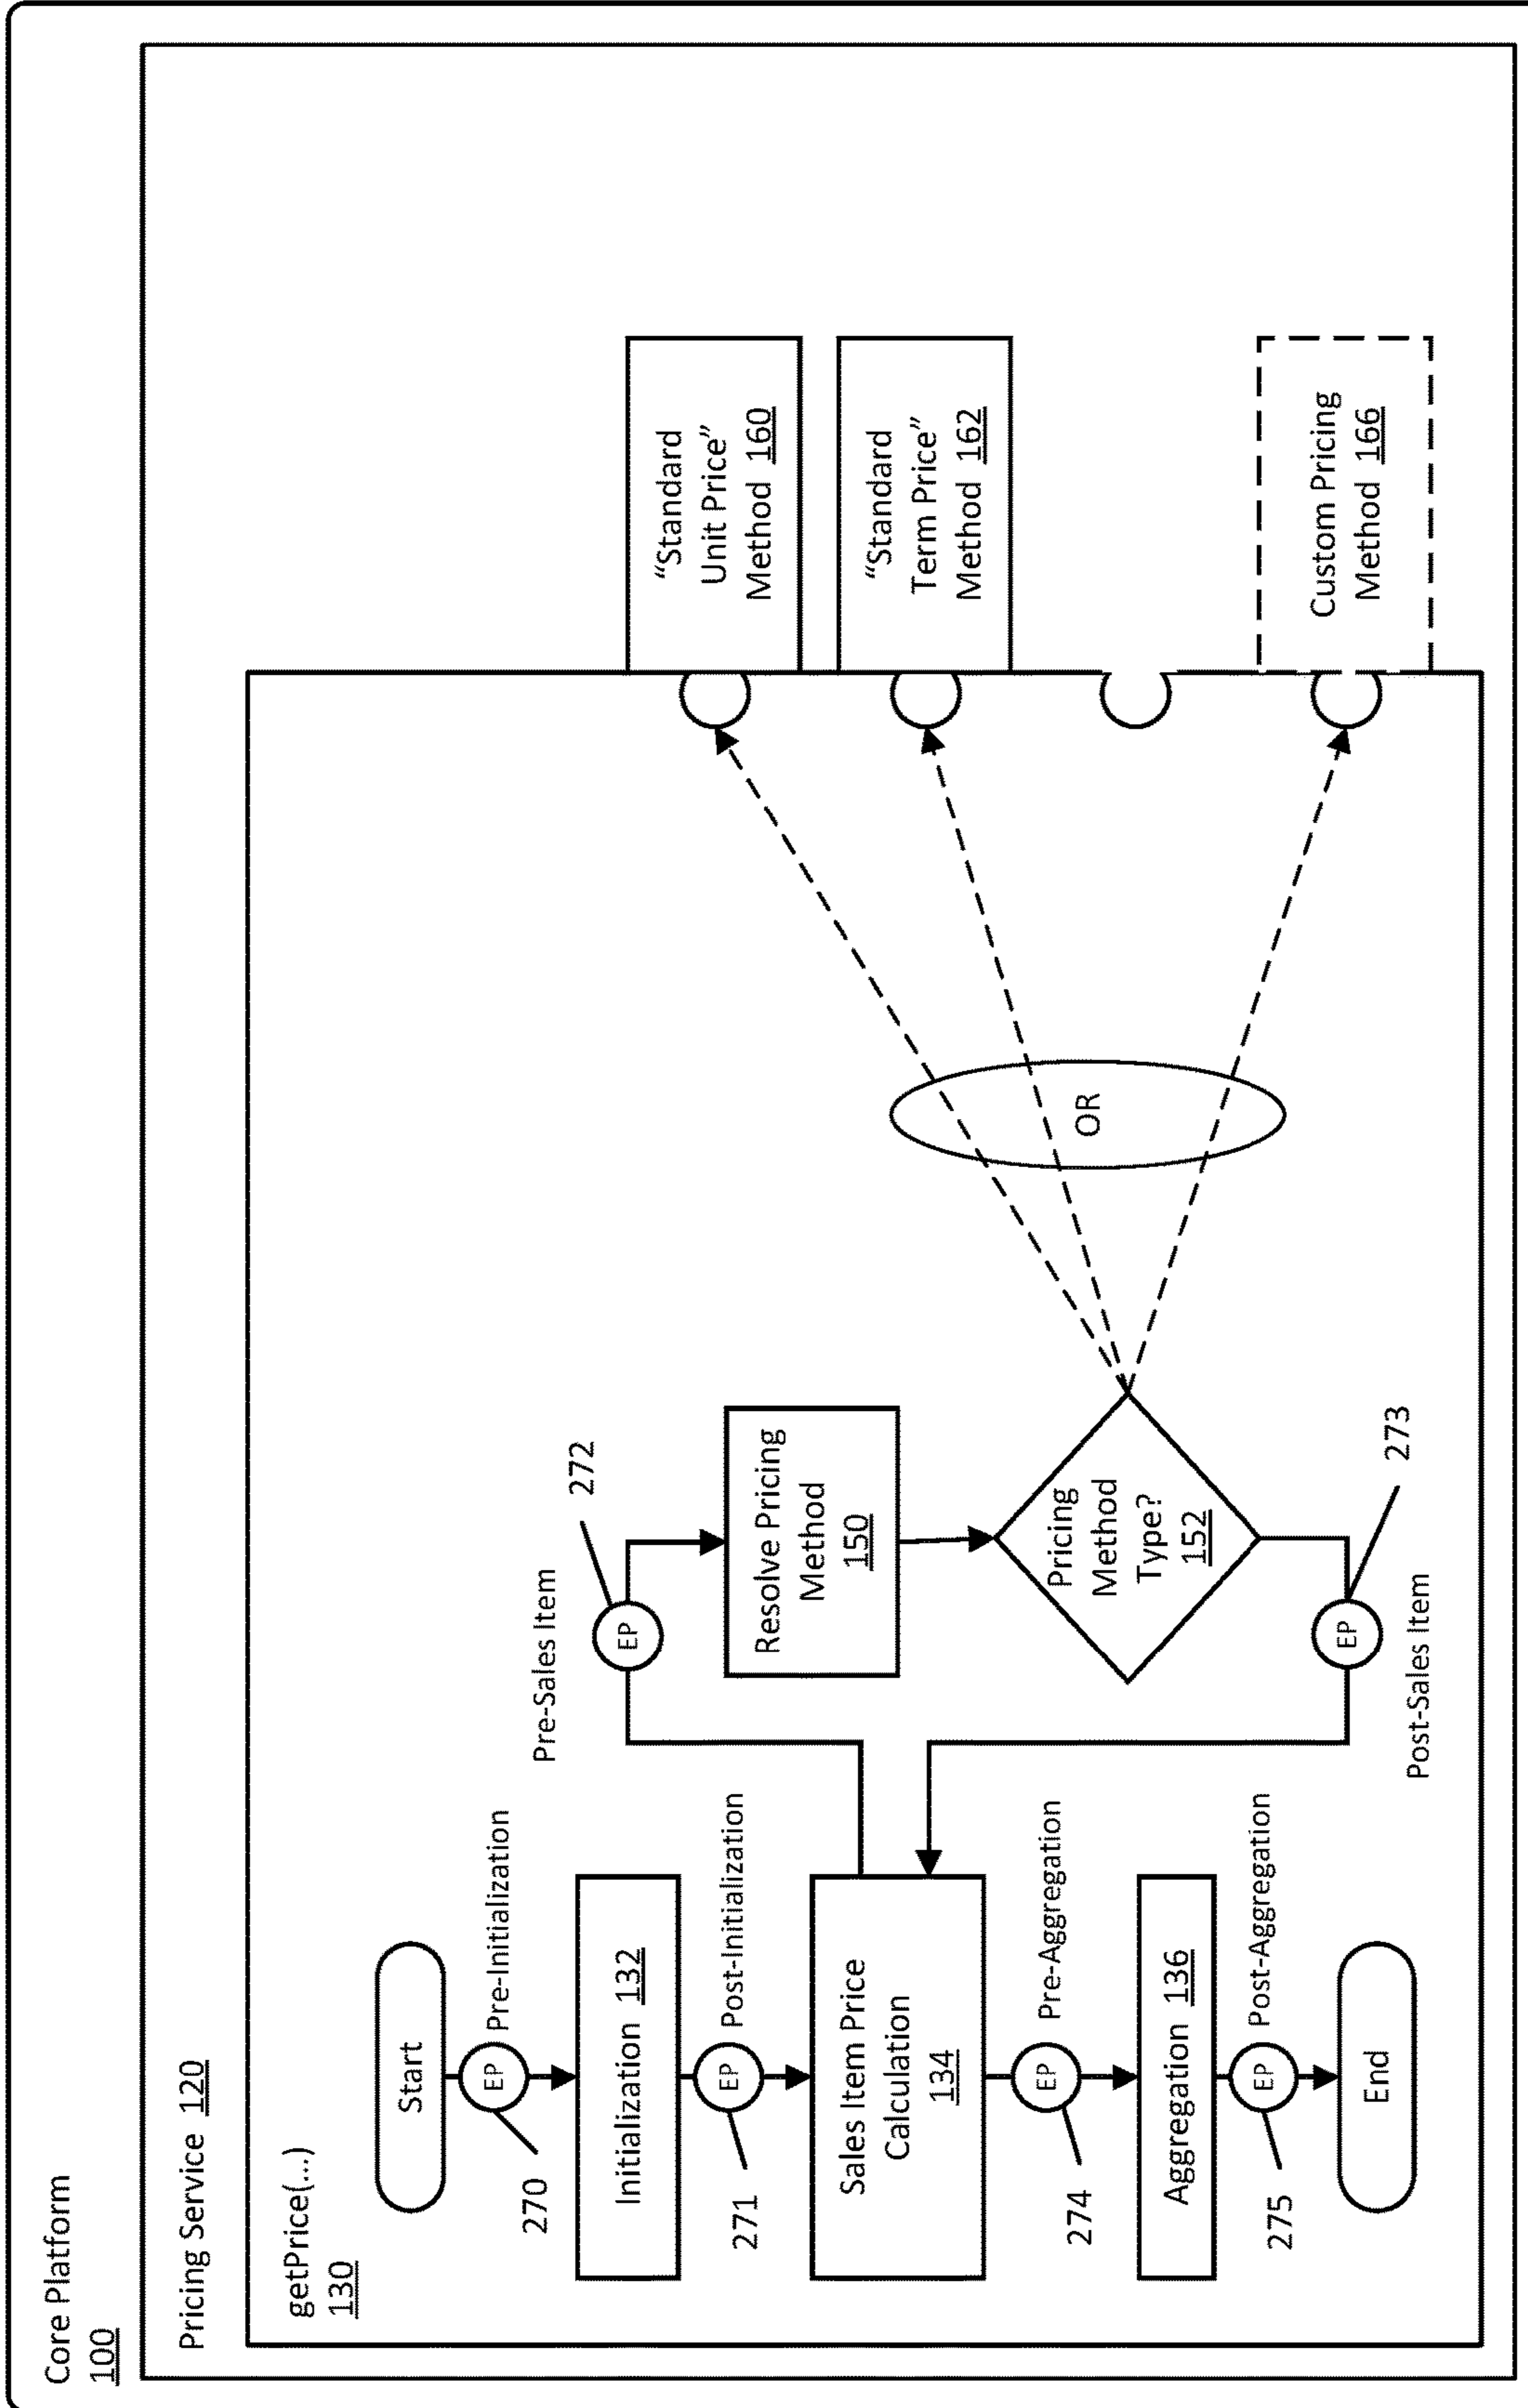 Core Platform
100
Pricing Service 120
getPrice(...)
130
Start
EP
Pre-Initialization
270
Initialization 132
EP
Post-Initialization
271
Sales Item Price
Calculation
134
EP
Pre-Aggregation
274
Aggregation 136
EP
Post-Aggregation
275
End
Pre-Sales Item
EP
272
Resolve Pricing
Method
150
Pricing
Method
Type?
152
EP
273
Post-Sales Item
OR
“Standard
Unit Price”
Method 160
“Standard
Term Price”
Method 162
Custom Pricing
Method 166